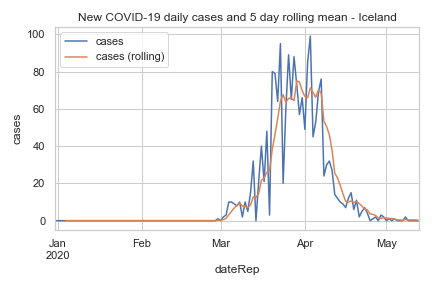 New COVID-19 daily cases and 5 day rolling mean - Iceland
cases
cases (rolling)
100
80
60
40
20
0
cases
Jan Feb Mar Apr May
2020
dateRep